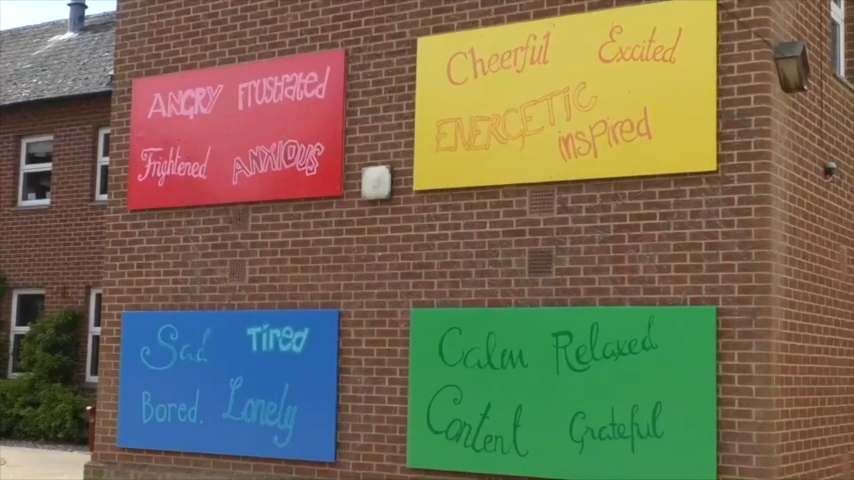 ANGRY FRUSTRATED
Frightened ANXIOUS
Cheerful Excited
ENERGETIC
InspIred
Sad Tired
Bored. Lonely
Calm Relaxed
Content Grateful